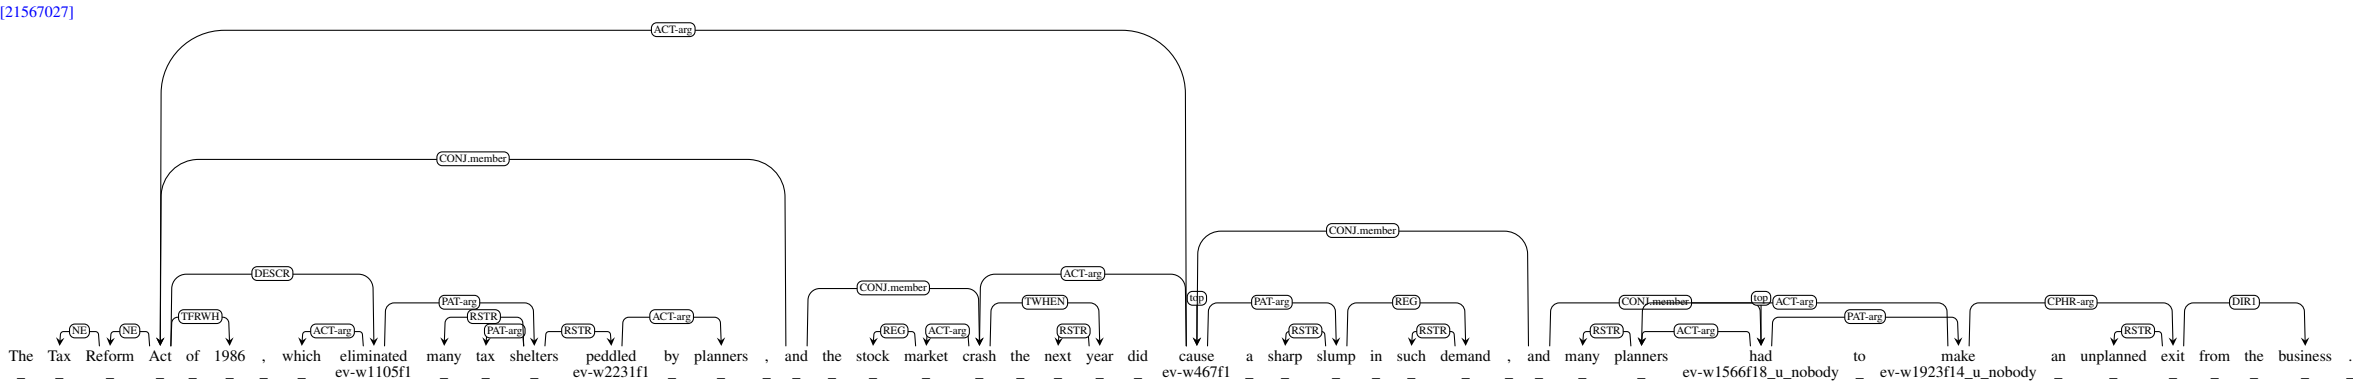 [21567027]
ACT-arg
CONJ.member
CONJ.member
DESCR ACT-arg
CONJ.member
top
PAT-arg TWHEN PAT-arg REG CONJ.member top ACT-arg CPHR-arg DIR1
TFRWH RSTR ACT-arg PAT-arg
NE NE ACT-arg PAT-arg RSTR REG ACT-arg RSTR RSTR RSTR RSTR ACT-arg RSTR
The Tax Reform Act of 1986 , which eliminated many tax shelters peddled by planners , and the stock market crash the next year did cause a sharp slump in such demand , and many planners had to make an unplanned exit from the business .
_ _ _ _ _ _ _ _ ev-w1105f1 _ _ _ ev-w2231f1 _ _ _ _ _ _ _ _ _ _ _ _ ev-w467f1 _ _ _ _ _ _ _ _ _ _ ev-w1566f18_u_nobody _ ev-w1923f14_u_nobody _ _ _ _ _ _ _